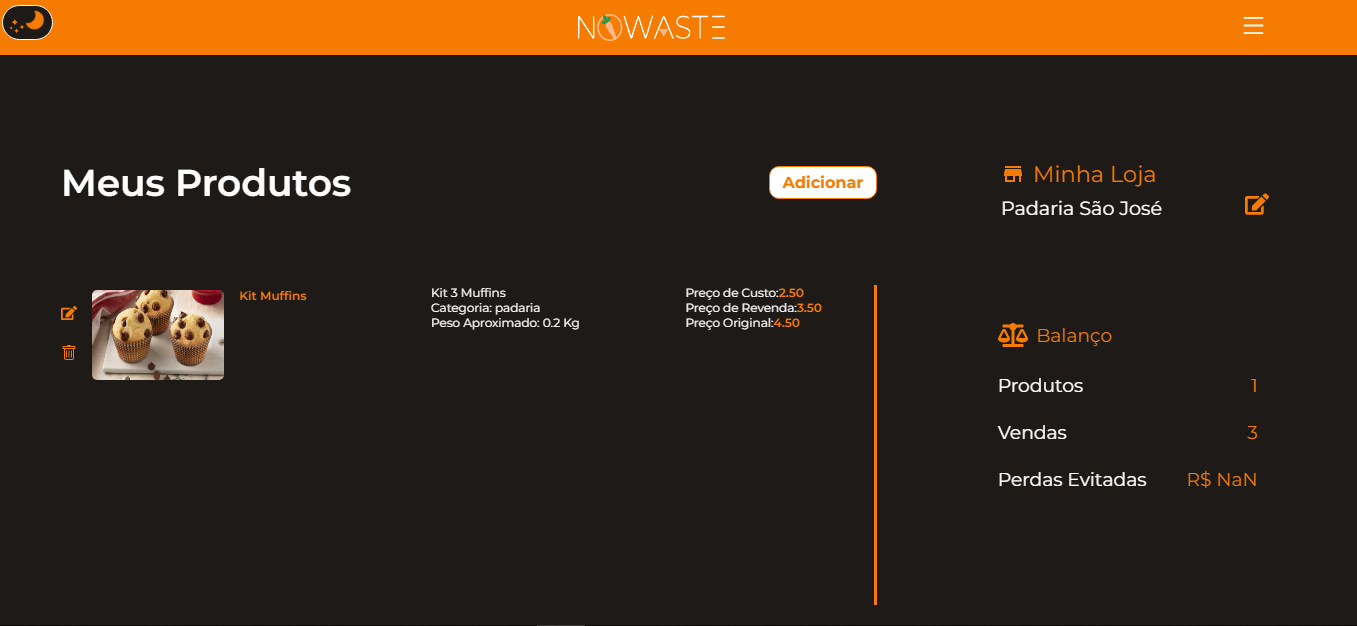 NOWASTE
Meus Produtos
Adicionar
Minha Loja
Padaria São José
Kit Muffins
Kit 3 Muffins
Categoria: padaria
Peso Aproximado: 0.2 Kg
Preço de Custo:2.50
Preço de Revenda:3.50
Preço Original:4.50
Balanço
Produtos 1
Vendas 3
Perdas Evitadas R$ NaN